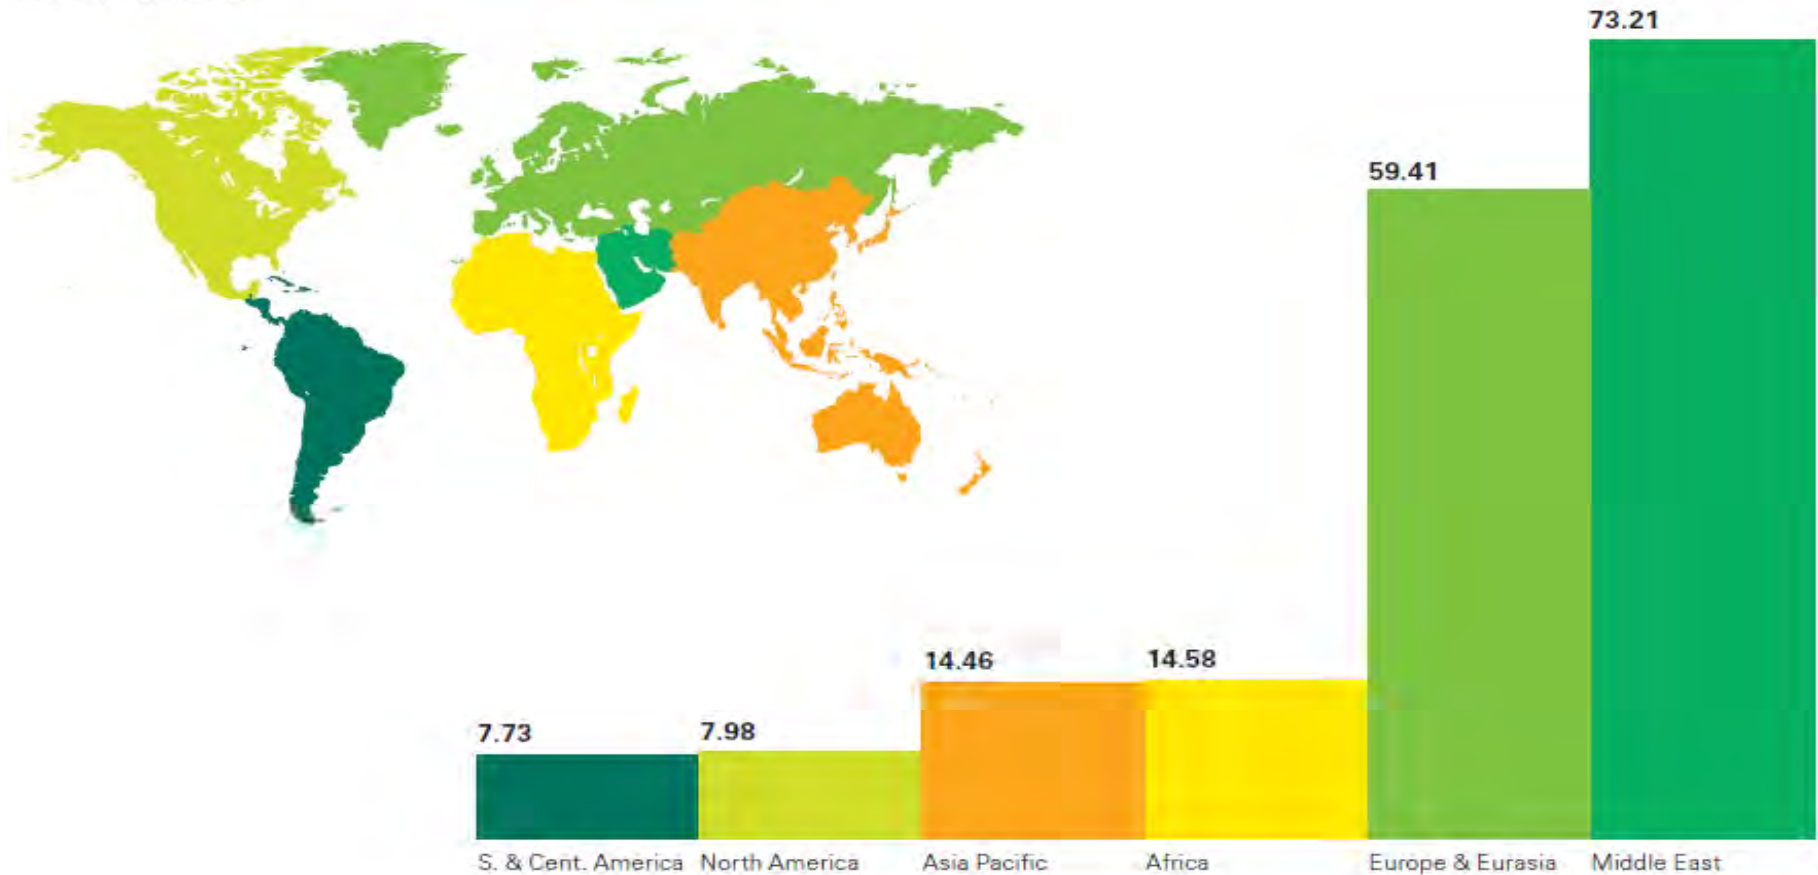 73.21
59.41
14.46
14.58
7.73
7.98
S. & Cent. America
North America
Asia Pacific
Africa
Europe & Eurasia
Middle East